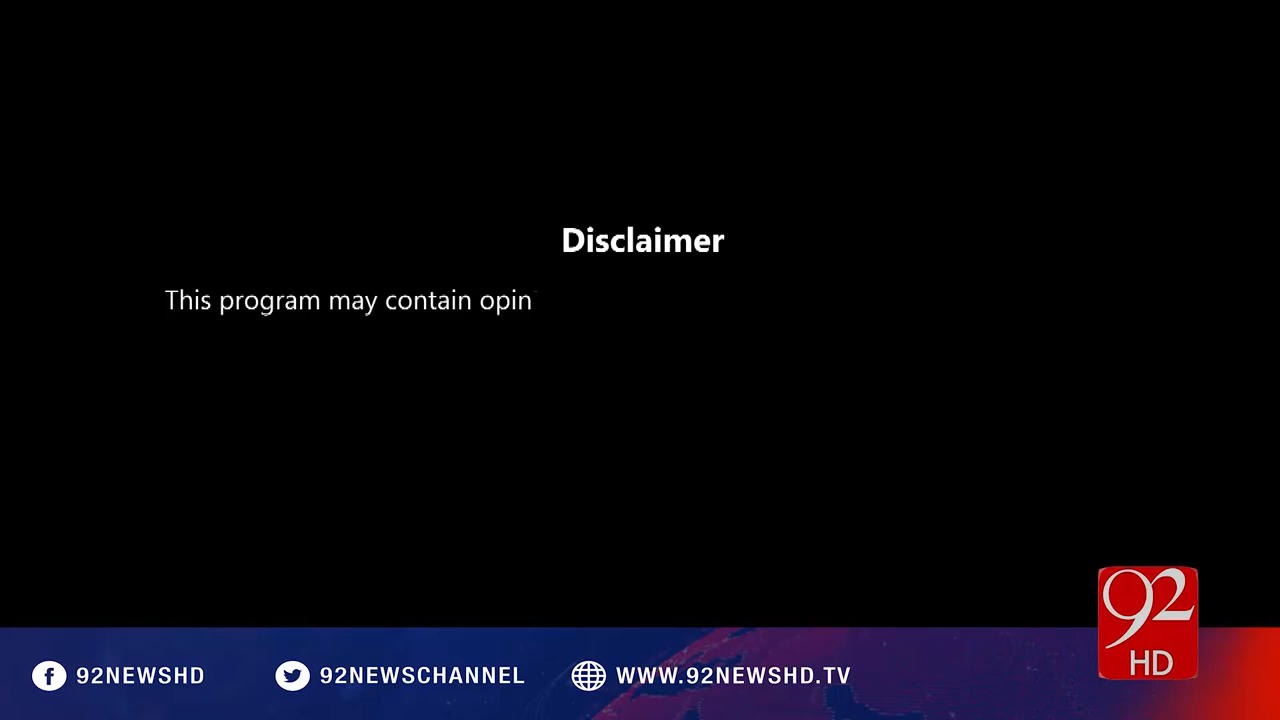 Disclaimer
This program may contain opin
92
HD
92NEWSHD
92NEWSCHANNEL
WWW.92NEWSHD.TV